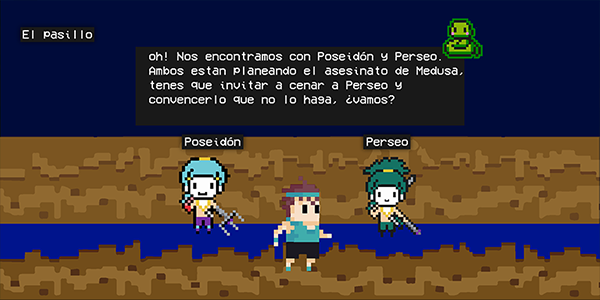 El pasillo
oh! Nos encontramos con Poseidón y Perseo.
Ambos estan planeando el asesinato de Medusa,
tenes que invitar a cenar a Perseo y
convencerlo que no lo haga, ¿vamos?
Poseidón
Perseo